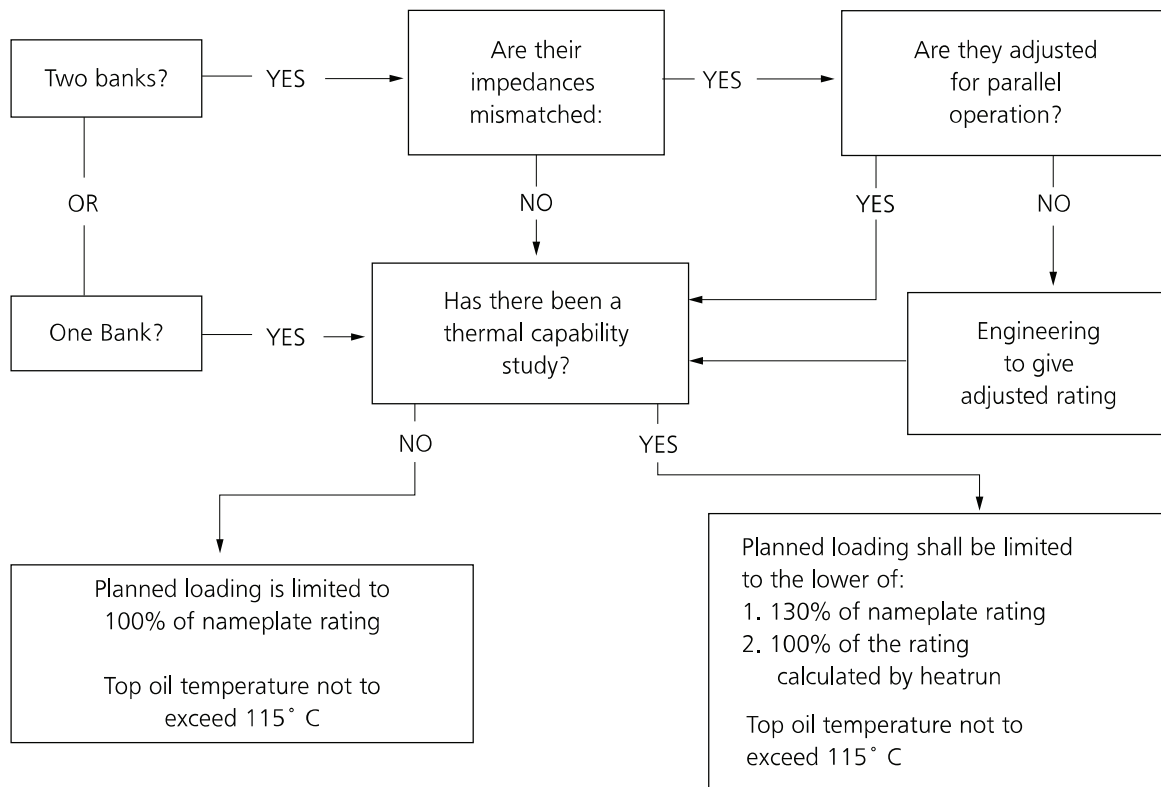 Two banks?
YES
Are their
impedances
mismatched:
YES
Are they adjusted
for parallel
operation?
OR
NO
YES
NO
One Bank?
YES
Has there been a
thermal capability
study?
Engineering
to give
adjusted rating
NO
YES
Planned loading is limited to
100% of nameplate rating
Top oil temperature not to
exceed 115˚ C
Planned loading shall be limited
to the lower of:
1. 130% of nameplate rating
2. 100% of the rating
calculated by heatrun
Top oil temperature not to
exceed 115˚ C